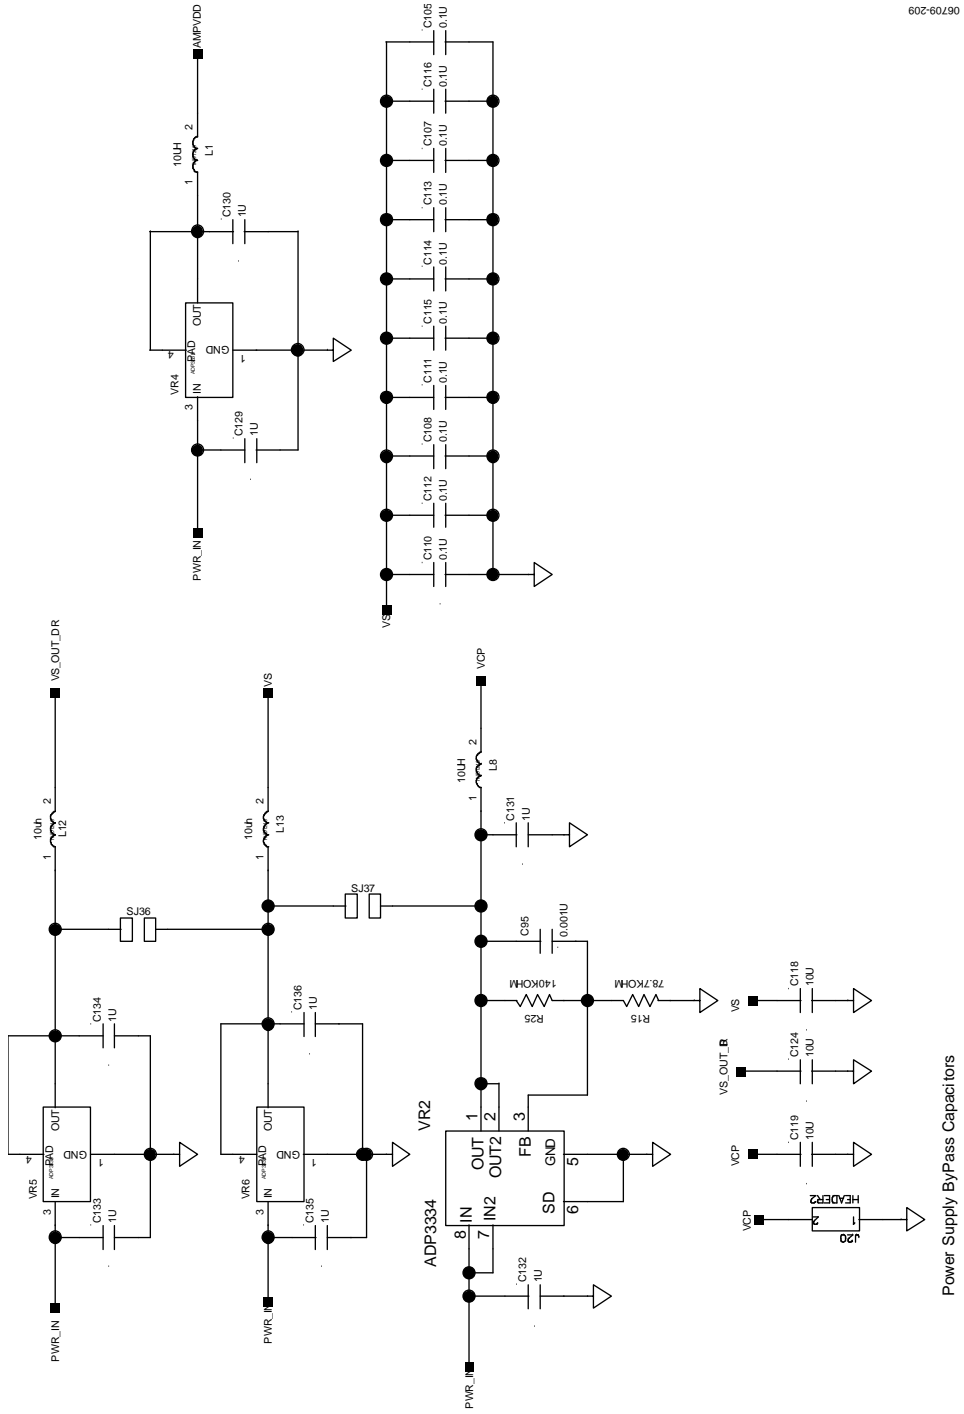 06709-209
AMPVDD
2
10UH
L1
1
C130
1U
OUT
PAD
4
GND
1
VR4
IN
3
C129
1U
PWR_IN
C105
0.1U
C116
0.1U
C107
0.1U
C113
0.1U
C114
0.1U
C115
0.1U
C111
0.1U
C108
0.1U
C112
0.1U
C110
0.1U
VS
VS_OUT_DR
2
10uh
L12
1
SJ36
C134
1U
OUT
PAD
4
GND
1
VR5
IN
3
C133
1U
PWR_IN
VS
2
10uh
L13
1
SJ37
C136
1U
OUT
PAD
4
GND
1
VR6
IN
3
C135
1U
PWR_IN
VCP
2
10UH
L8
1
C131
1U
C95
0.001U
140KOHM
R25
78.7KOHM
R15
VR2
1
2
3
OUT
OUT2
FB
GND
5
SD
6
IN
IN2
8
7
ADP3334
C132
1U
PWR_IN
VS
C118
10U
VS_OUT_
C124
10U
VCP
C119
10U
VCP
2
1
HEADER2
J20
Power Supply ByPass Capacitors